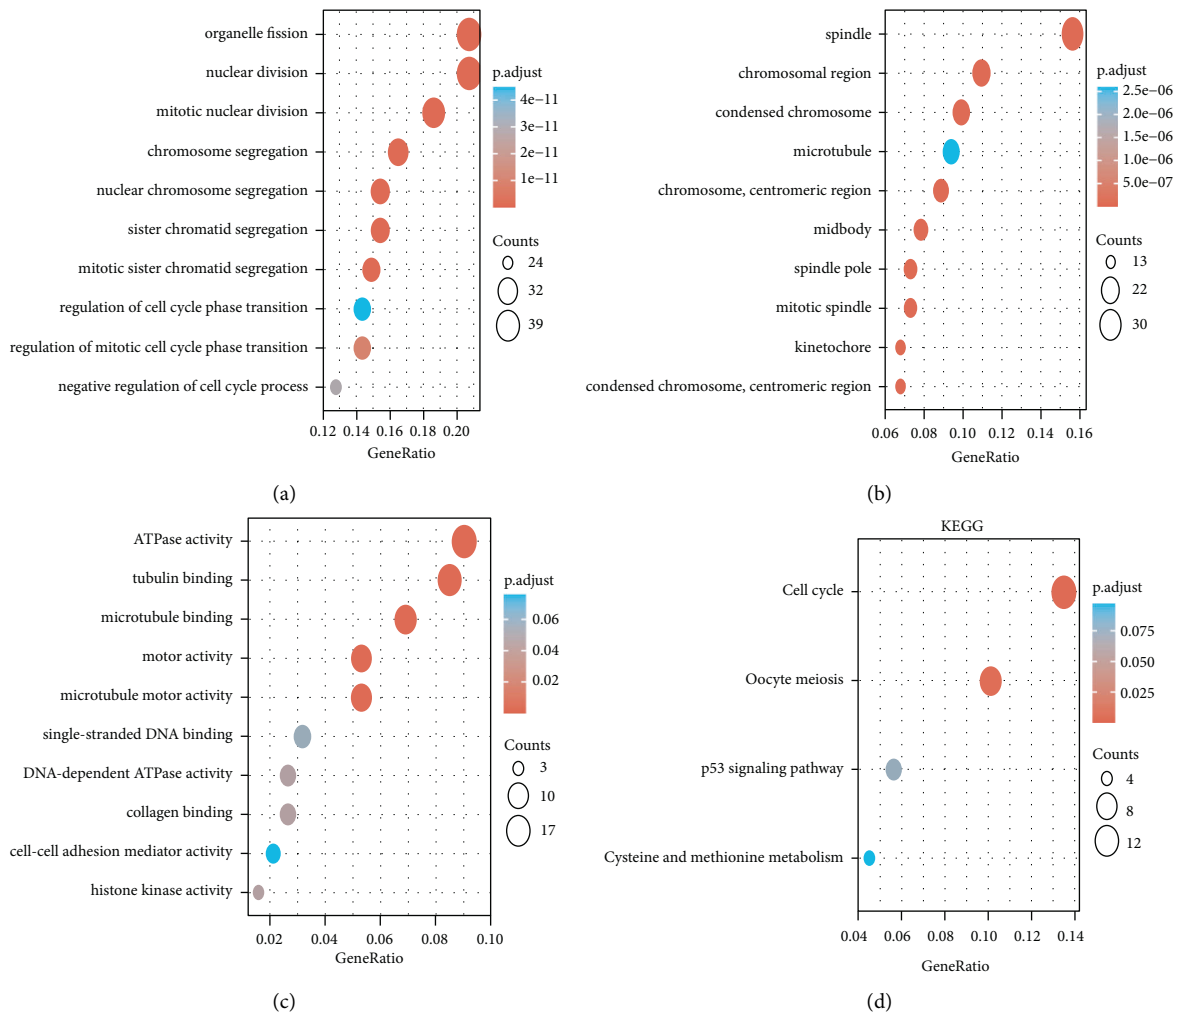 organelle fission
nuclear division
mitotic nuclear division
chromosome segregation
nuclear chromosome segregation
sister chromatid segregation
mitotic sister chromatid segregation
regulation of cell cycle phase transition
regulation of mitotic cell cycle phase transition
negative regulation of cell cycle process
0.12 0.14 0.16 0.18 0.20
GeneRatio
p.adjust
4e−11
3e−11
2e−11
1e−11
Counts
24
32
39
(a)
spindle
chromosomal region
condensed chromosome
microtubule
chromosome, centromeric region
midbody
spindle pole
mitotic spindle
kinetochore
condensed chromosome, centromeric region
0.06 0.08 0.10 0.12 0.14 0.16
GeneRatio
p.adjust
2.5e−06
2.0e−06
1.5e−06
1.0e−06
5.0e−07
Counts
13
22
30
(b)
ATPase activity
tubulin binding
microtubule binding
motor activity
microtubule motor activity
single-stranded DNA binding
DNA-dependent ATPase activity
collagen binding
cell-cell adhesion mediator activity
histone kinase activity
0.02 0.04 0.06 0.08 0.10
GeneRatio
p.adjust
0.06
0.04
0.02
Counts
3
10
17
(c)
KEGG
Cell cycle
Oocyte meiosis
p53 signaling pathway
Cysteine and methionine metabolism
0.04 0.06 0.08 0.10 0.12 0.14
GeneRatio
p.adjust
0.075
0.050
0.025
Counts
4
8
12
(d)